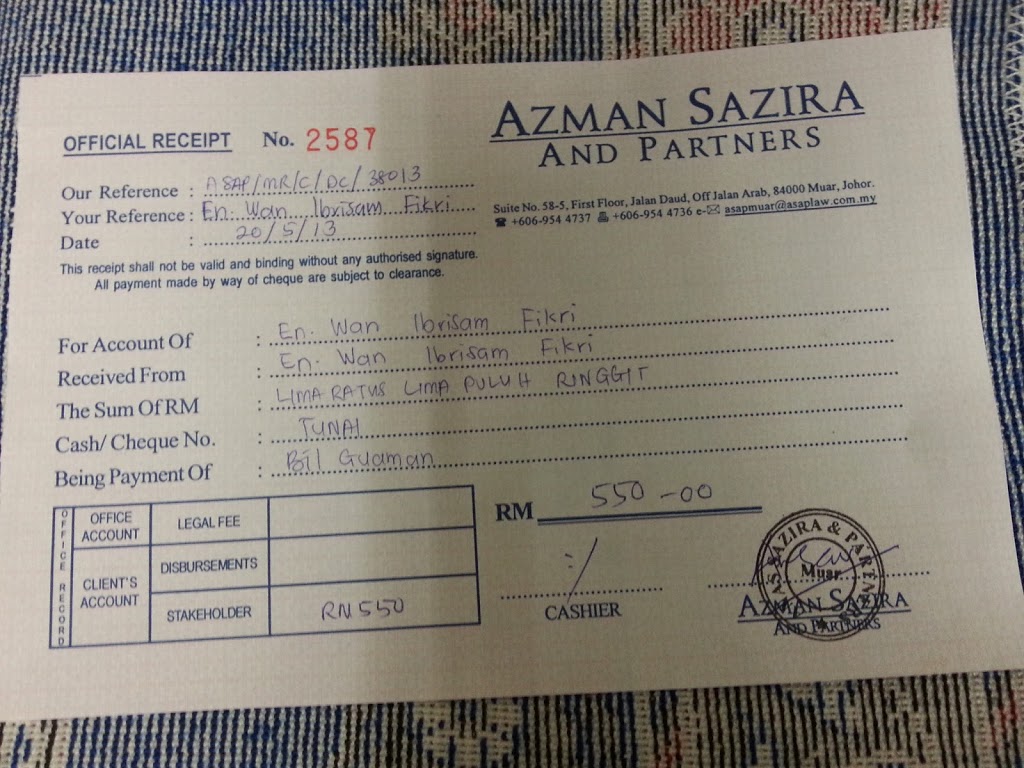 AZMAN SAZIRA
AND PARTNERS
OFFICIAL RECEIPT No. 2587
Suite No. 58-5, First Floor, Jalan Daud, Off Jalan Arab, 84000 Muar, Johor.
+606-954 4737 +606-954 4736 e- asapmuar@asaplaw.com.my
Our Reference : ASAP/MR/C/DC/38013
Your Reference : En. Wan Ibrisam Fikri
Date : 20/5/13
This receipt shall not be valid and binding without any authorised signature.
All payment made by way of cheque are subject to clearance.
For Account Of : En. Wan Ibrisam Fikri
Received From : En. Wan Ibrisam Fikri
The Sum Of RM : LIMA RATUS LIMA PULUH RINGGIT
Cash/ Cheque No. : TUNAI
Being Payment Of : Bil Guaman
OFFICE RECORD
OFFICE ACCOUNT
LEGAL FEE
CLIENT'S ACCOUNT
DISBURSEMENTS
STAKEHOLDER RM550
RM 550-00
CASHIER
SAZIRA &
Muar
AZMAN SAZIRA
AND PARTNERS